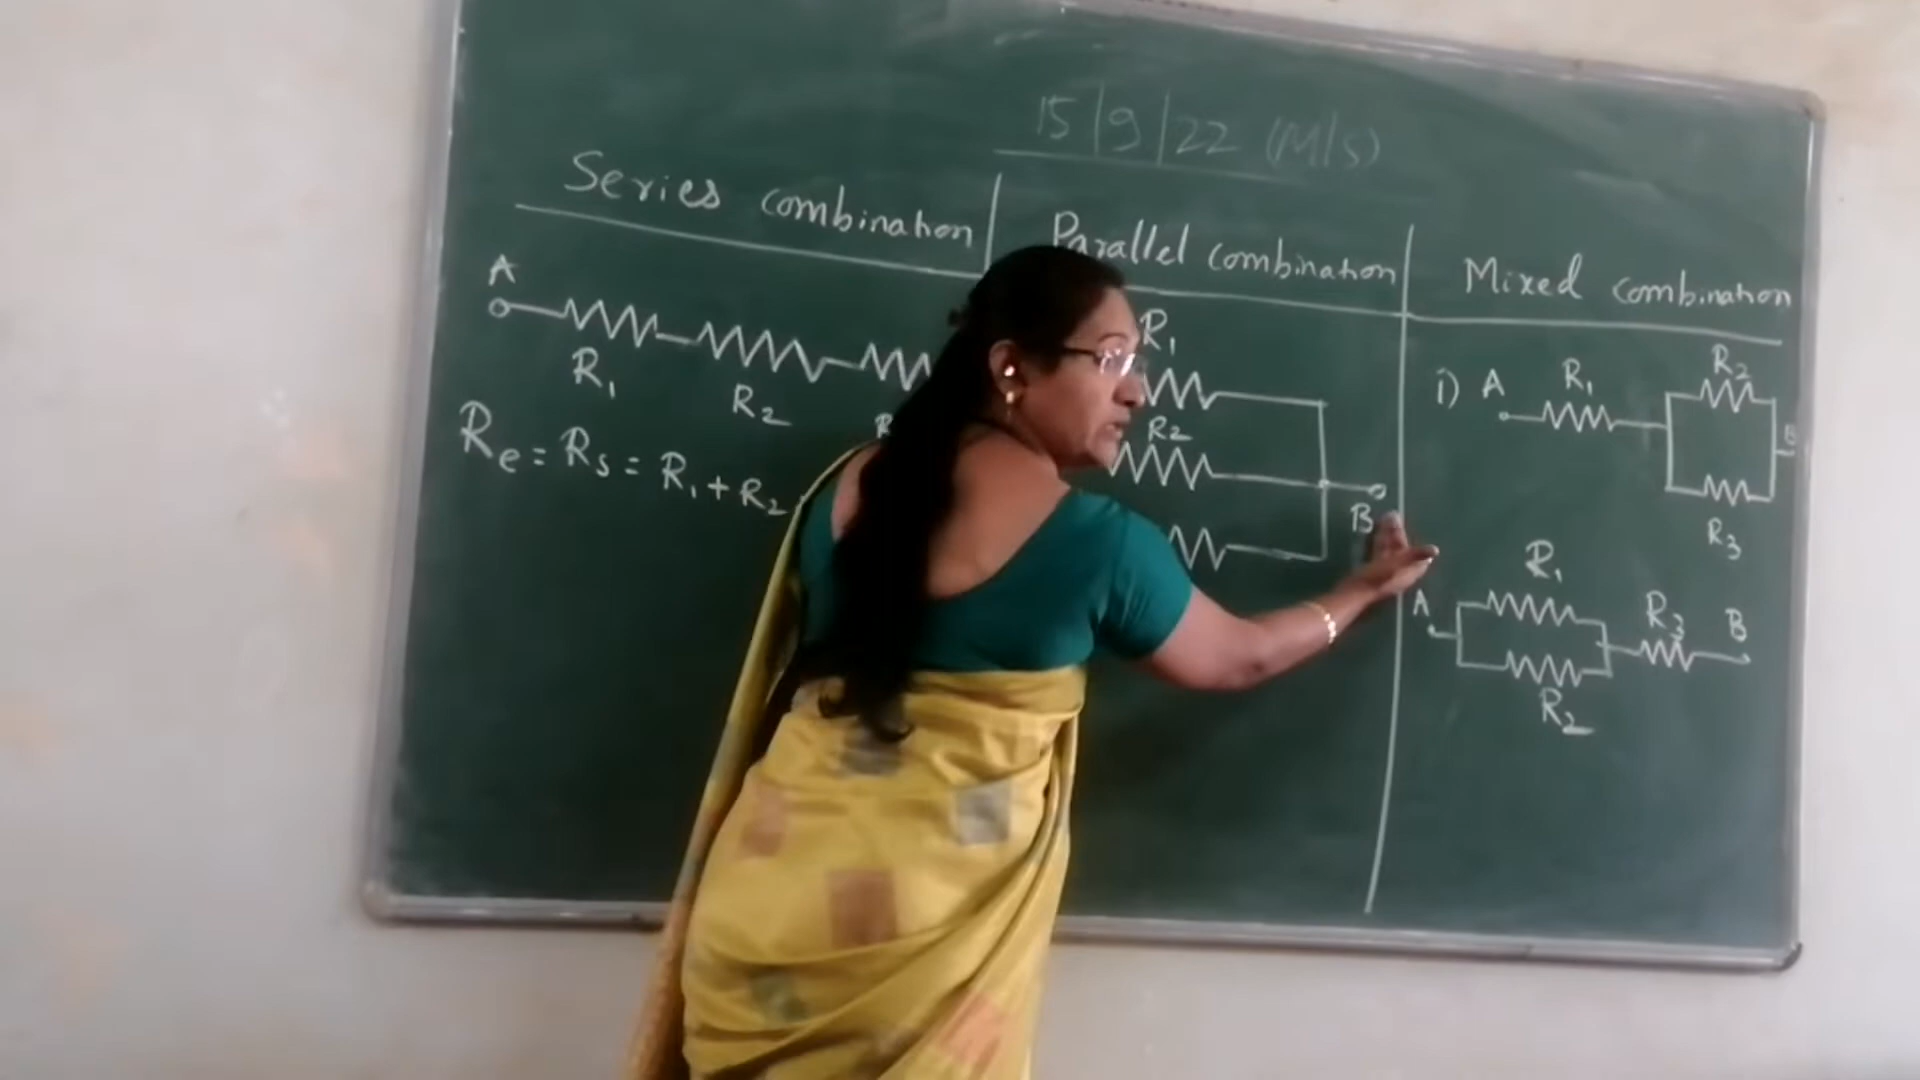 15/9/22 (M/s)
Series combination
A
R1
R2
R
Re = Rs = R1 + R2
Parallel combination
R1
R2
B
Mixed combination
i) A R1 R2 B
R3
A R1 R3 B
R2